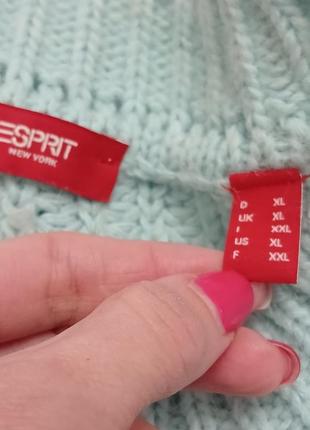 ESPRIT
NEW YORK
D XL
UK XL
I XXL
US XL
F XXL